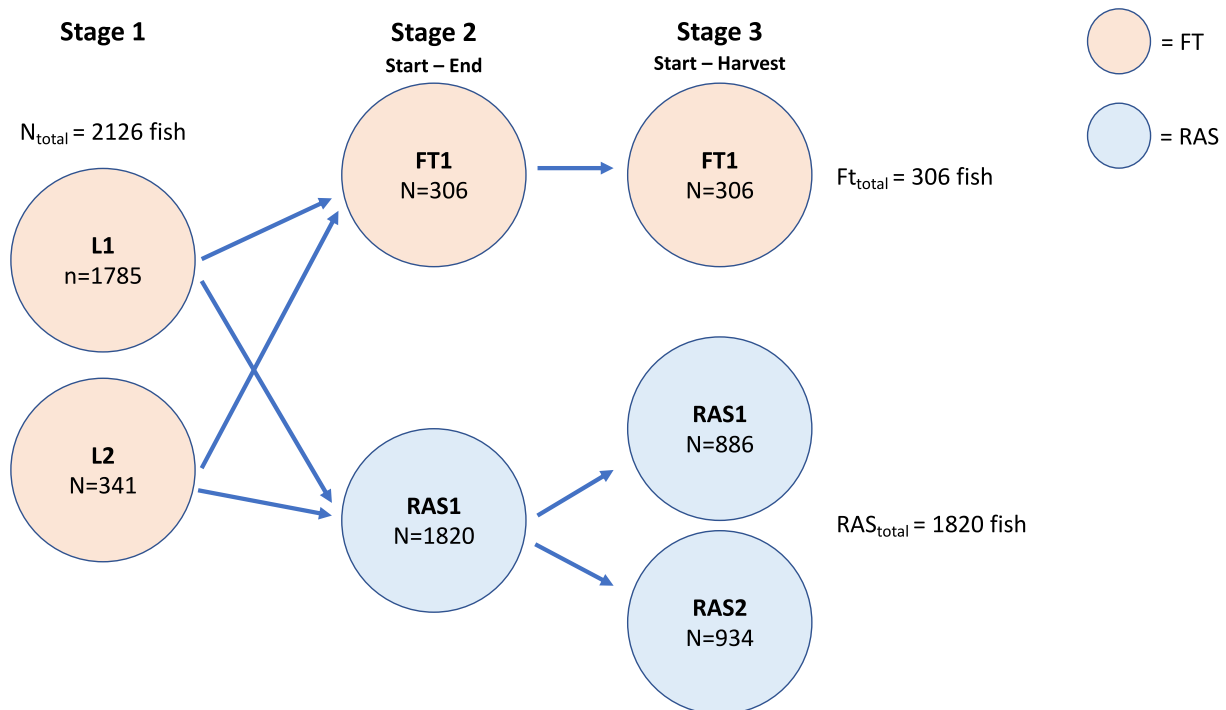 Stage 1
Stage 2
Start – End
Stage 3
Start – Harvest
= FT
= RAS
Ntotal = 2126 fish
L1
n=1785
L2
N=341
FT1
N=306
RAS1
N=1820
FT1
N=306
RAS1
N=886
RAS2
N=934
Fttotal = 306 fish
RAStotal = 1820 fish